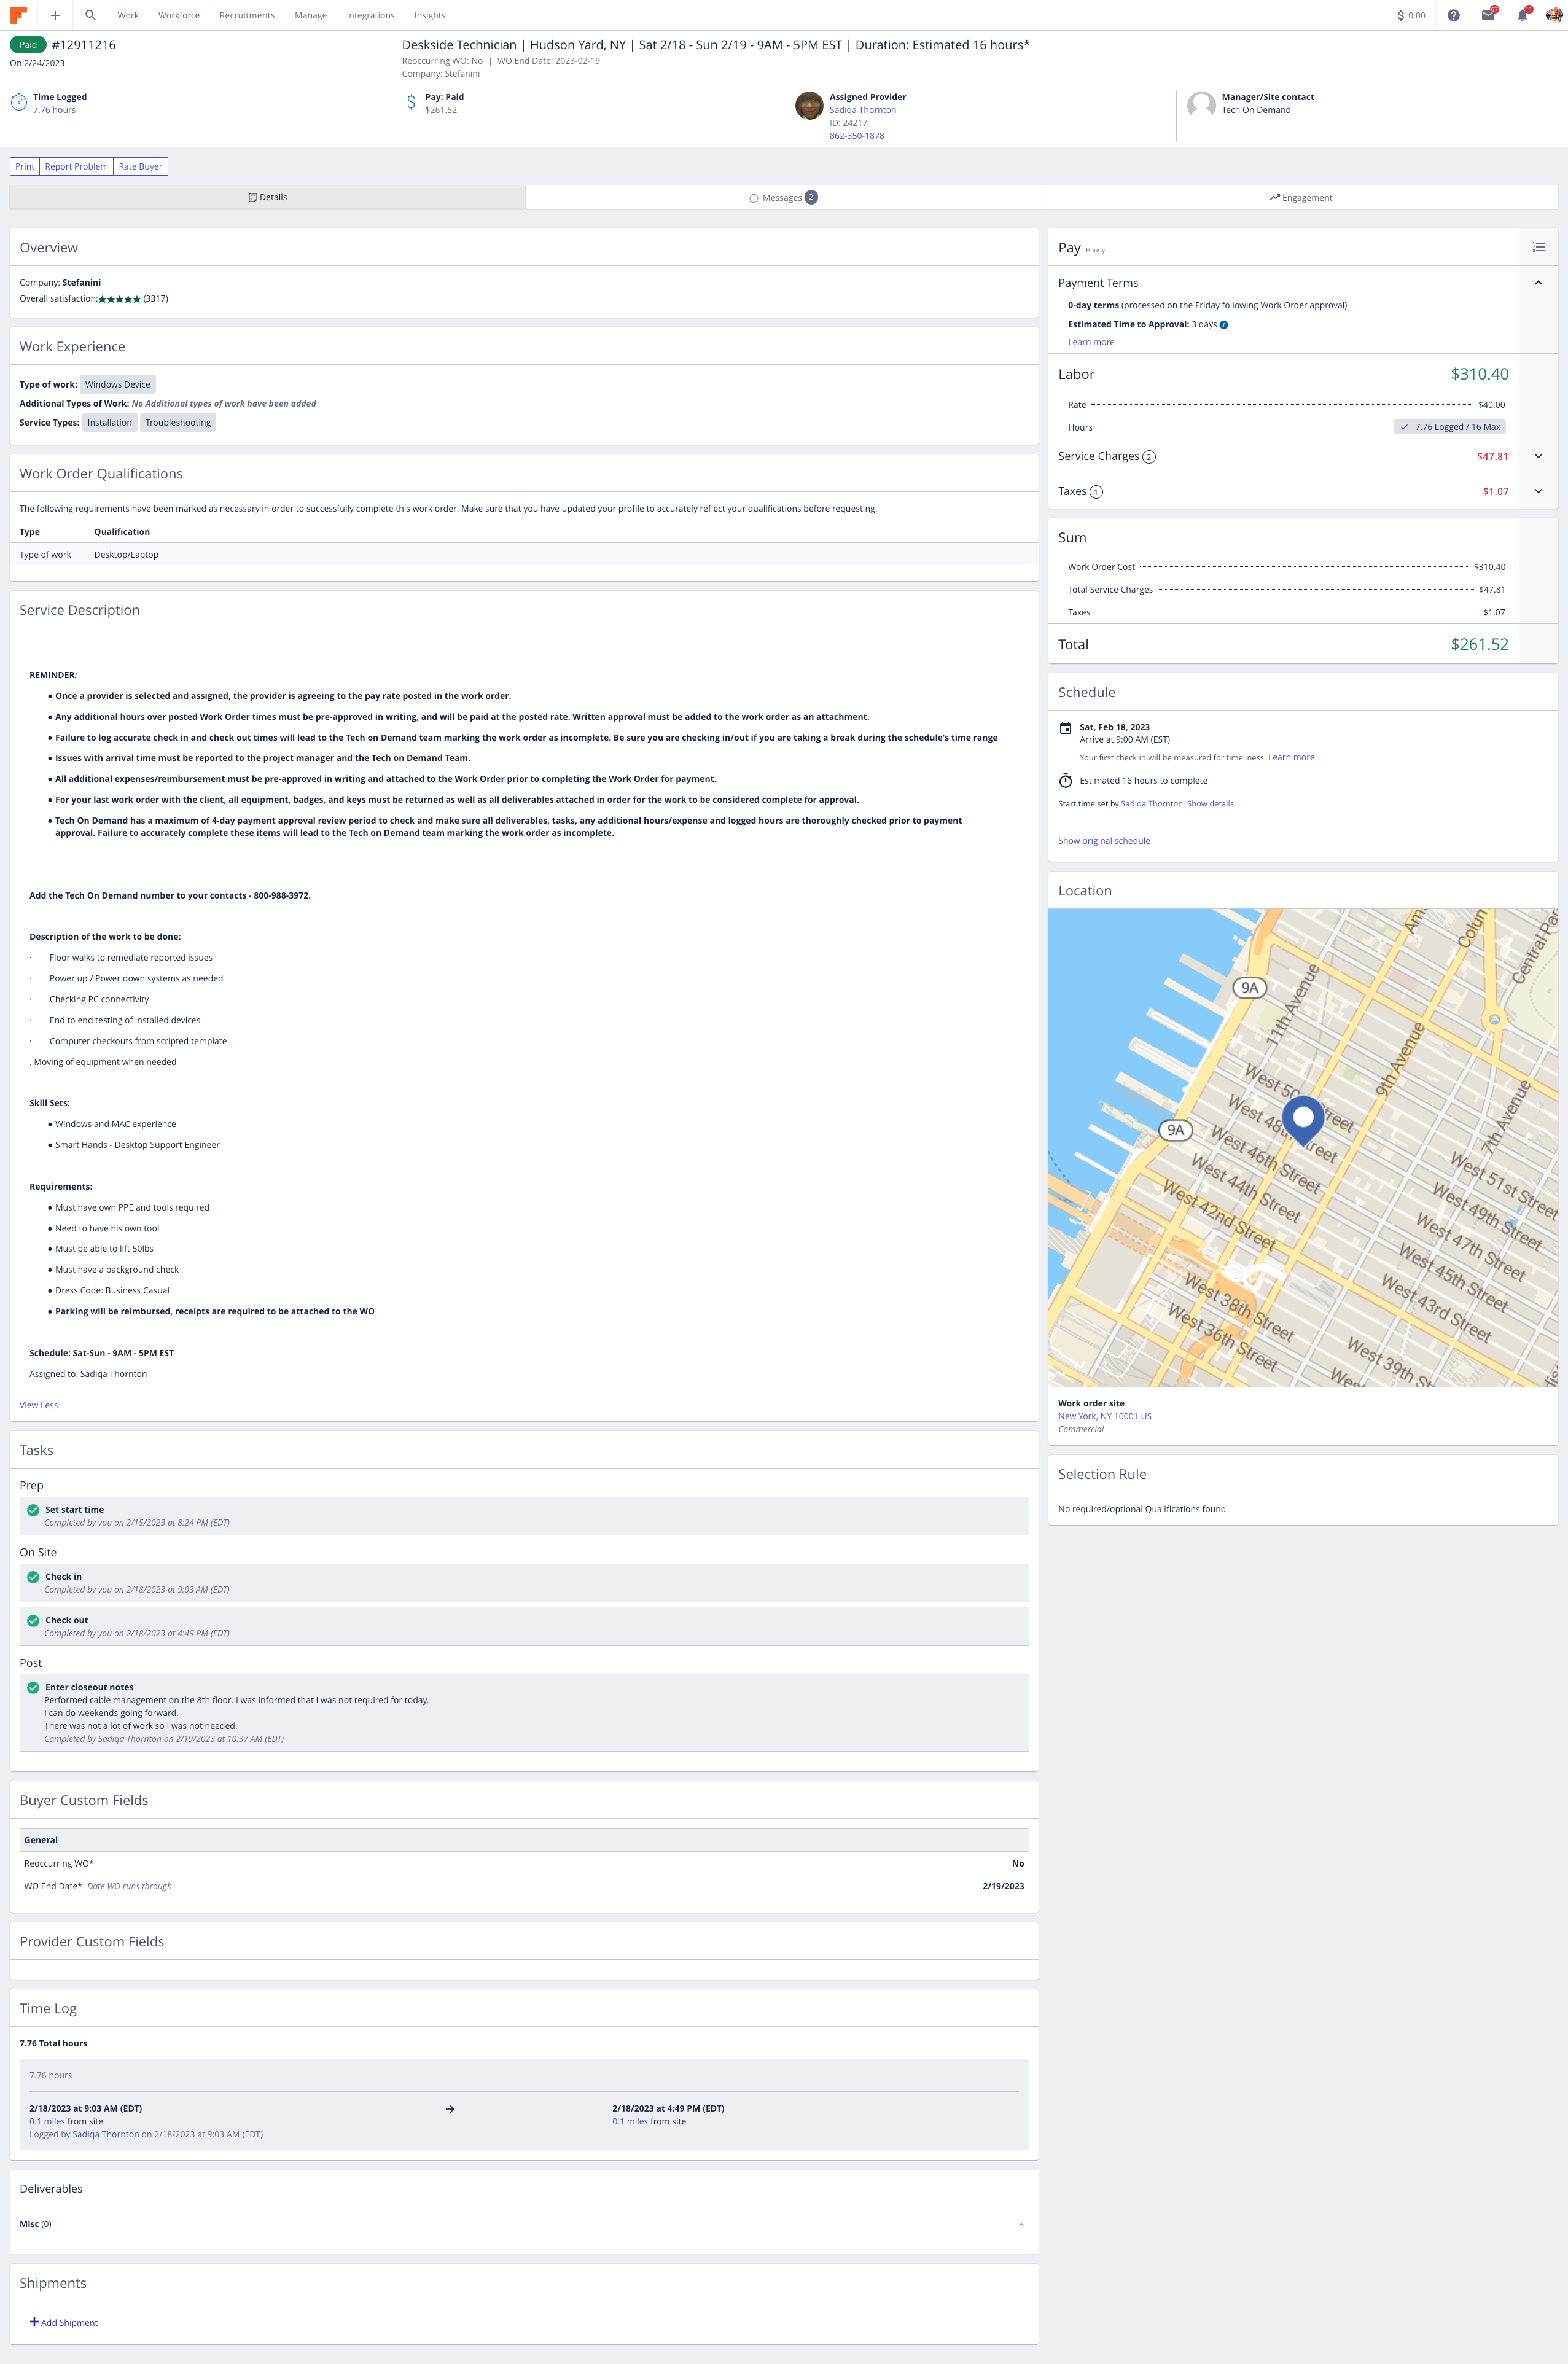 Work Workforce Recruitments Manage Integrations Insights
0.00
67
11
Paid #12911216
On 2/24/2023
Deskside Technician | Hudson Yard, NY | Sat 2/18 - Sun 2/19 - 9AM - 5PM EST | Duration: Estimated 16 hours*
Reoccurring WO: No | WO End Date: 2023-02-19
Company: Stefanini
Time Logged
7.76 hours
Pay: Paid
$261.52
Assigned Provider
Sadiqa Thornton
ID: 24217
862-350-1878
Manager/Site contact
Tech On Demand
Print Report Problem Rate Buyer
Details
Messages 2
Engagement
Overview
Company: Stefanini
Overall satisfaction:★★★★★ (3317)
Work Experience
Type of work: Windows Device
Additional Types of Work: No Additional types of work have been added
Service Types: Installation Troubleshooting
Work Order Qualifications
The following requirements have been marked as necessary in order to successfully complete this work order. Make sure that you have updated your profile to accurately reflect your qualifications before requesting.
Type Qualification
Type of work Desktop/Laptop
Service Description
REMINDER:
● Once a provider is selected and assigned, the provider is agreeing to the pay rate posted in the work order.
● Any additional hours over posted Work Order times must be pre-approved in writing, and will be paid at the posted rate. Written approval must be added to the work order as an attachment.
● Failure to log accurate check in and check out times will lead to the Tech on Demand team marking the work order as incomplete. Be sure you are checking in/out if you are taking a break during the schedule's time range
● Issues with arrival time must be reported to the project manager and the Tech on Demand Team.
● All additional expenses/reimbursement must be pre-approved in writing and attached to the Work Order prior to completing the Work Order for payment.
● For your last work order with the client, all equipment, badges, and keys must be returned as well as all deliverables attached in order for the work to be considered complete for approval.
● Tech On Demand has a maximum of 4-day payment approval review period to check and make sure all deliverables, tasks, any additional hours/expense and logged hours are thoroughly checked prior to payment
approval. Failure to accurately complete these items will lead to the Tech on Demand team marking the work order as incomplete.
Add the Tech On Demand number to your contacts - 800-988-3972.
Description of the work to be done:
· Floor walks to remediate reported issues
· Power up / Power down systems as needed
· Checking PC connectivity
· End to end testing of installed devices
· Computer checkouts from scripted template
. Moving of equipment when needed
Skill Sets:
● Windows and MAC experience
● Smart Hands - Desktop Support Engineer
Requirements:
● Must have own PPE and tools required
● Need to have his own tool
● Must be able to lift 50lbs
● Must have a background check
● Dress Code: Business Casual
● Parking will be reimbursed, receipts are required to be attached to the WO
Schedule: Sat-Sun - 9AM - 5PM EST
Assigned to: Sadiqa Thornton
View Less
Tasks
Prep
Set start time
Completed by you on 2/15/2023 at 8:24 PM (EDT)
On Site
Check in
Completed by you on 2/18/2023 at 9:03 AM (EDT)
Check out
Completed by you on 2/18/2023 at 4:49 PM (EDT)
Post
Enter closeout notes
Performed cable management on the 8th floor. I was informed that I was not required for today.
I can do weekends going forward.
There was not a lot of work so I was not needed.
Completed by Sadiqa Thornton on 2/19/2023 at 10:37 AM (EDT)
Buyer Custom Fields
General
Reoccurring WO* No
WO End Date* Date WO runs through 2/19/2023
Provider Custom Fields
Time Log
7.76 Total hours
7.76 hours
2/18/2023 at 9:03 AM (EDT)
0.1 miles from site
Logged by Sadiqa Thornton on 2/18/2023 at 9:03 AM (EDT)
2/18/2023 at 4:49 PM (EDT)
0.1 miles from site
Deliverables
Misc (0)
Shipments
Add Shipment
Pay Hourly
Payment Terms
0-day terms (processed on the Friday following Work Order approval)
Estimated Time to Approval: 3 days
Learn more
Labor $310.40
Rate $40.00
Hours 7.76 Logged / 16 Max
Service Charges 2 $47.81
Taxes 1 $1.07
Sum
Work Order Cost $310.40
Total Service Charges $47.81
Taxes $1.07
Total $261.52
Schedule
Sat, Feb 18, 2023
Arrive at 9:00 AM (EST)
Your first check in will be measured for timeliness. Learn more
Estimated 16 hours to complete
Start time set by Sadiqa Thornton. Show details
Show original schedule
Location
9A
11th Avenue
9th Avenue
Central Par
7th Avenue
9A
West 46th Street
West 44th Street
West 42nd Street
West 38th Street
West 36th Street
West 51st Street
West 49th Street
West 47th Street
West 45th Street
West 43rd Street
West 39th Street
Work order site
New York, NY 10001 US
Commercial
Selection Rule
No required/optional Qualifications found